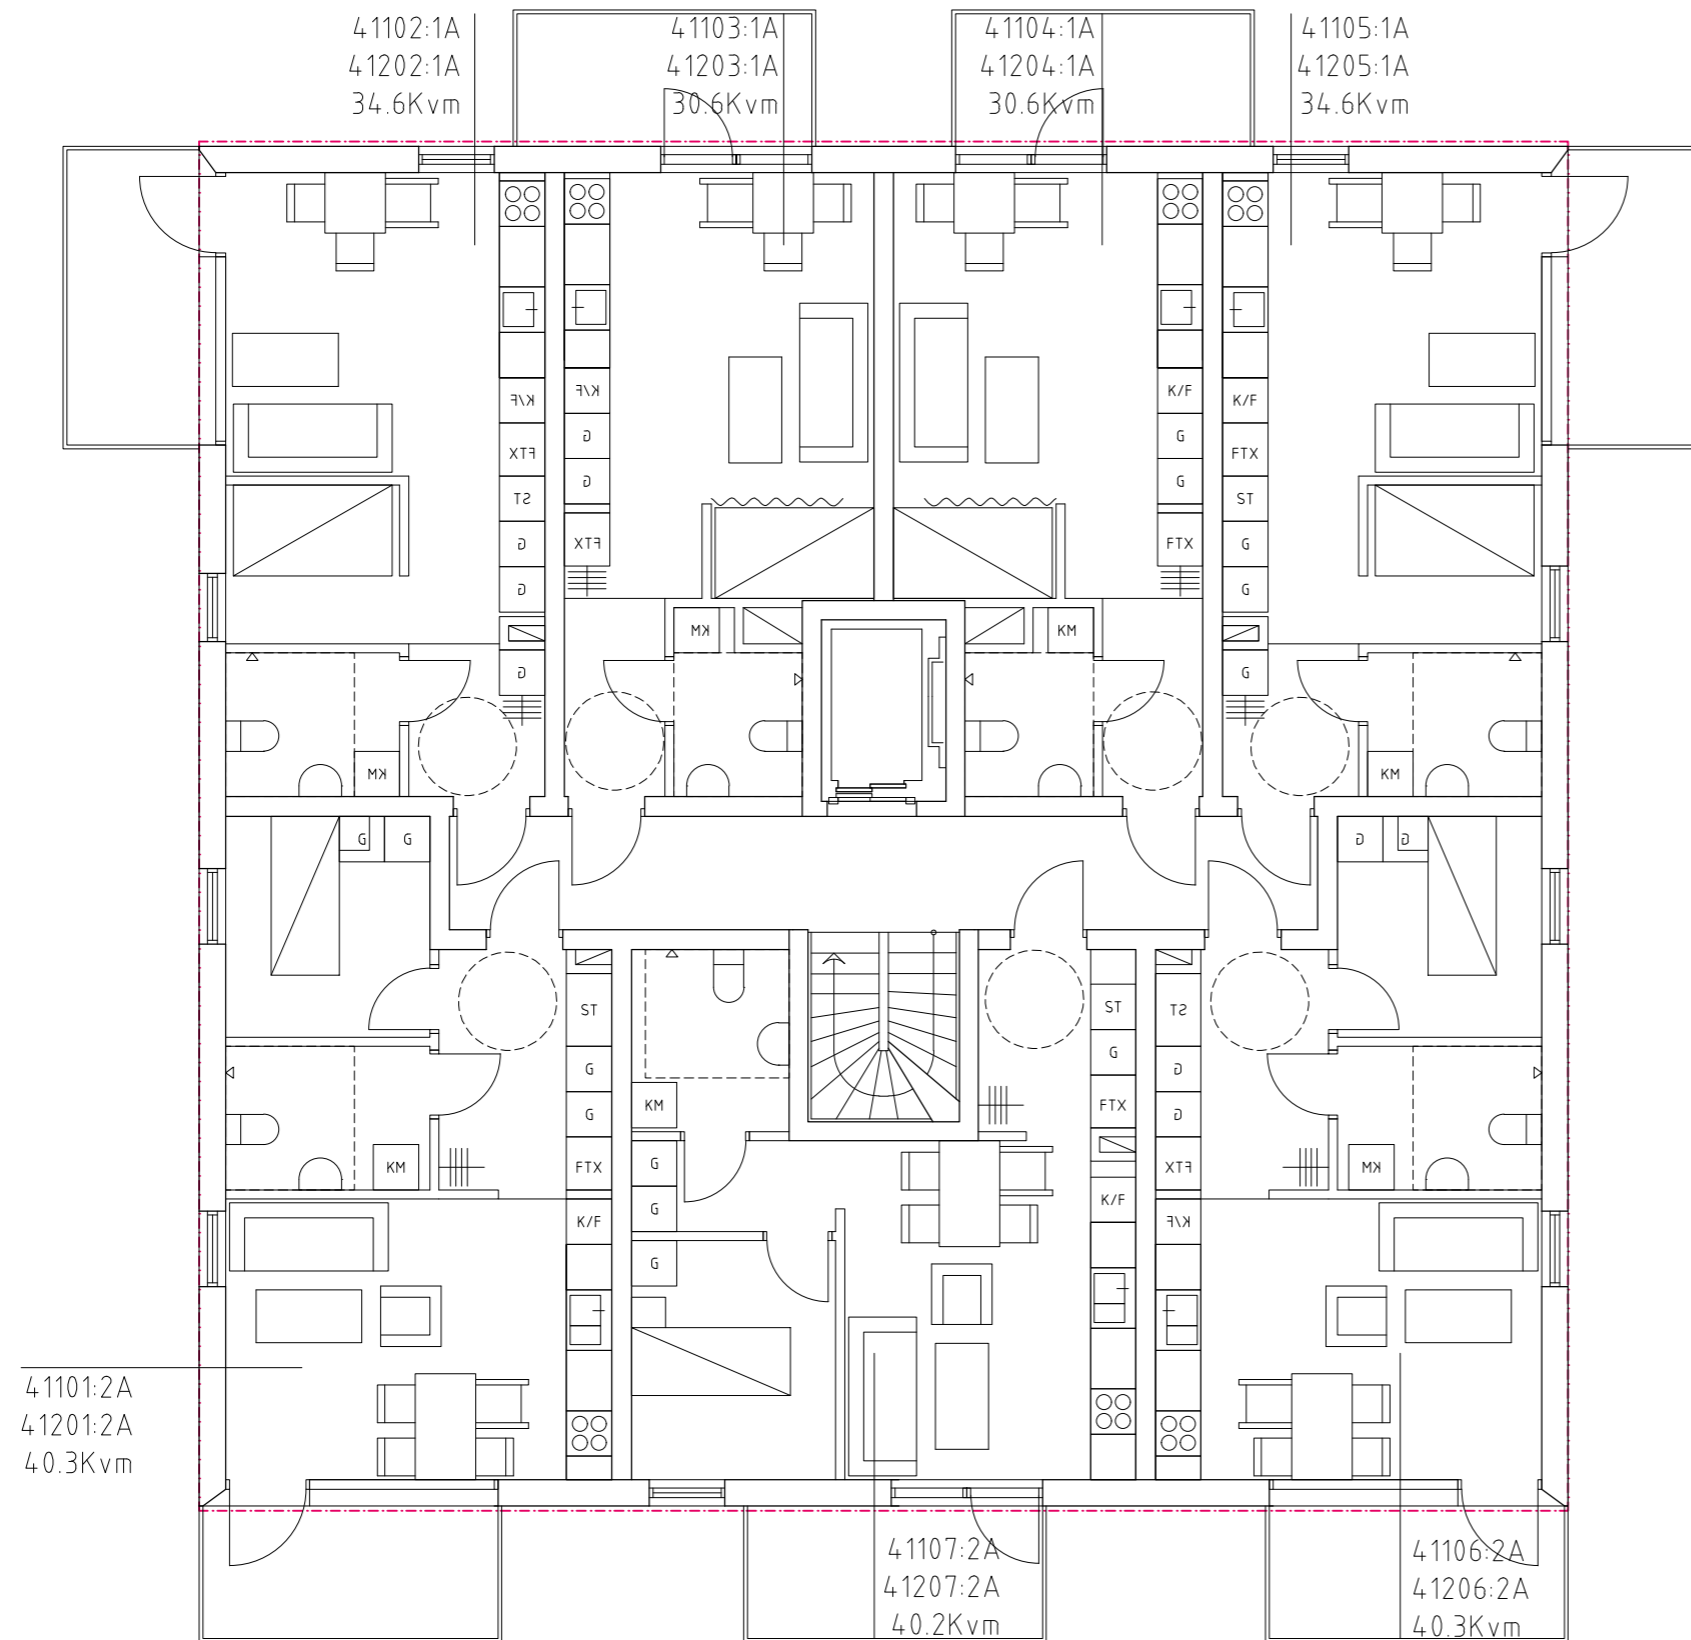 41102:1A
41202:1A
34.6Kvm
41103:1A
41203:1A
30.6Kvm
41104:1A
41204:1A
30.6Kvm
41105:1A
41205:1A
34.6Kvm
K/F
FTX
ST
G
G
G
KM
K/F
G
G
FTX
KM
K/F
G
G
FTX
KM
K/F
FTX
ST
G
G
G
KM
G
G
ST
G
G
FTX
KM
K/F
KM
G
G
G
ST
G
FTX
K/F
G
G
ST
G
G
FTX
KM
K/F
41101:2A
41201:2A
40.3Kvm
41107:2A
41207:2A
40.2Kvm
41106:2A
41206:2A
40.3Kvm